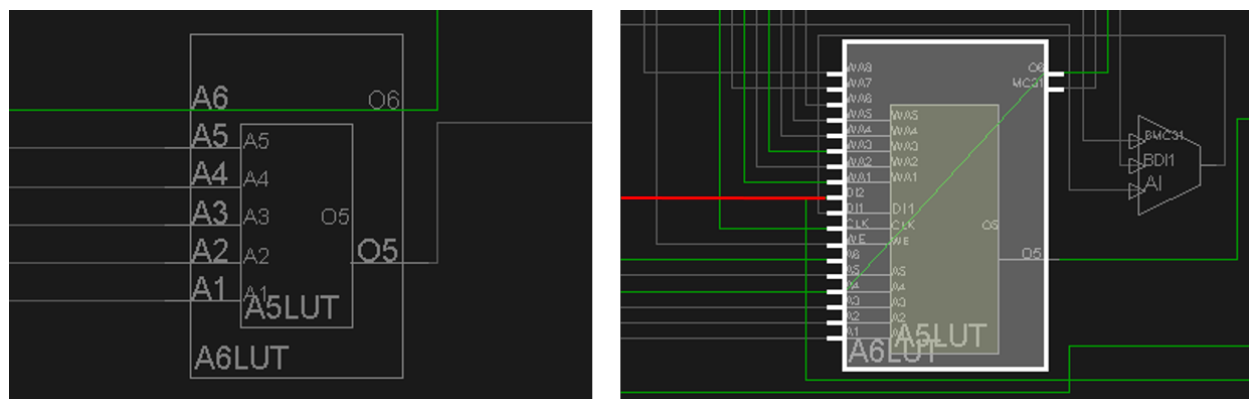 A6 O6
A5 A5
A4 A4
A3 A3 O5
A2 A2 O5
A1 A1
A5LUT
A6LUT
WA8 O6
WA7 MC31
WA6
WA5 WA5
WA4 WA4
WA3 WA3
WA2 WA2
WA1 WA1
DI2
DI1 DI1
CLK CLK O5
WE WE
A6 O5
A5 A5
A4 A4
A3 A3
A2 A2
A1
A5LUT
A6LUT
BMC31
BDI1
AI